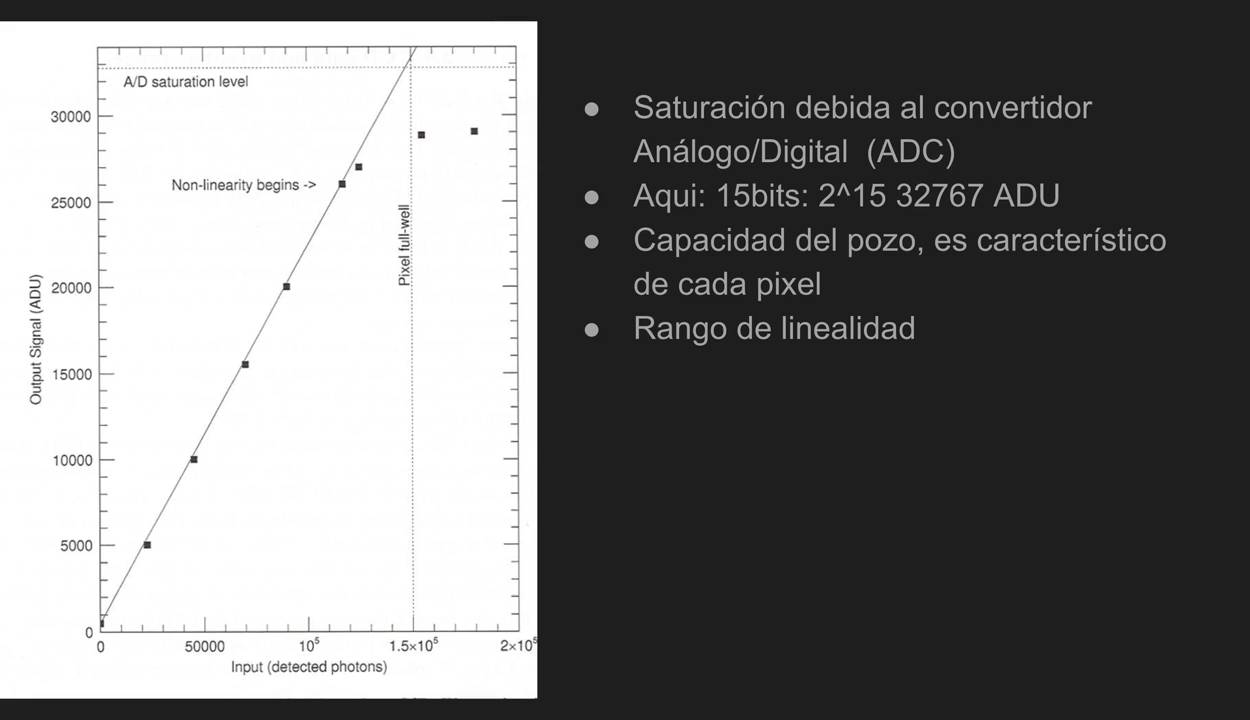 A/D saturation level
30000
Non-linearity begins ->
25000
Pixel full-well
20000
Output Signal (ADU)
15000
10000
5000
0
0
50000
10⁵
1.5×10⁵
2×10⁵
Input (detected photons)
● Saturación debida al convertidor
Análogo/Digital (ADC)
● Aqui: 15bits: 2^15 32767 ADU
● Capacidad del pozo, es característico
de cada pixel
● Rango de linealidad